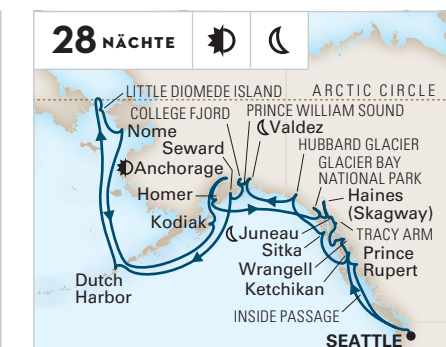 28 NÄCHTE
LITTLE DIOMEDE ISLAND
ARCTIC CIRCLE
COLLEGE FJORD
PRINCE WILLIAM SOUND
Nome
Valdez
Seward
HUBBARD GLACIER
Anchorage
GLACIER BAY
NATIONAL PARK
Homer
Haines
(Skagway)
Kodiak
Juneau
TRACY ARM
Sitka
Prince
Rupert
Wrangell
Dutch
Harbor
Ketchikan
INSIDE PASSAGE
SEATTLE